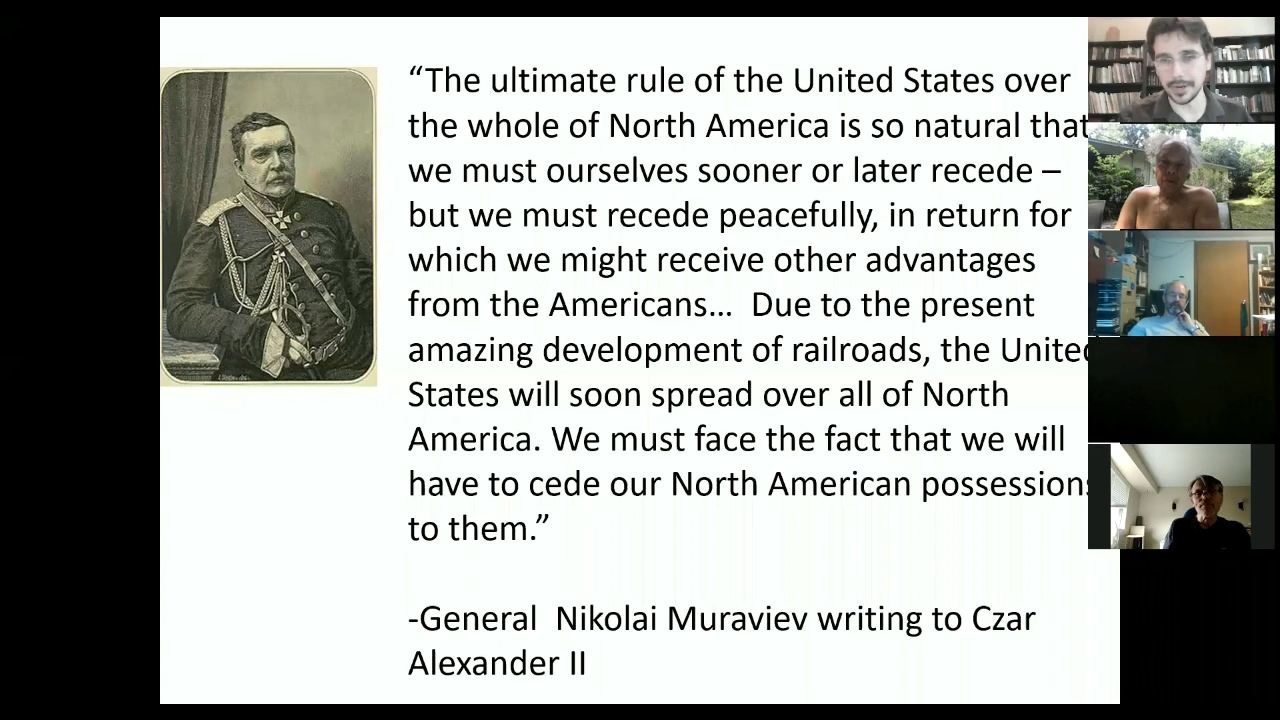 “The ultimate rule of the United States over
the whole of North America is so natural that
we must ourselves sooner or later recede –
but we must recede peacefully, in return for
which we might receive other advantages
from the Americans…  Due to the present
amazing development of railroads, the United
States will soon spread over all of North
America. We must face the fact that we will
have to cede our North American possessions
to them.”
-General  Nikolai Muraviev writing to Czar
Alexander II